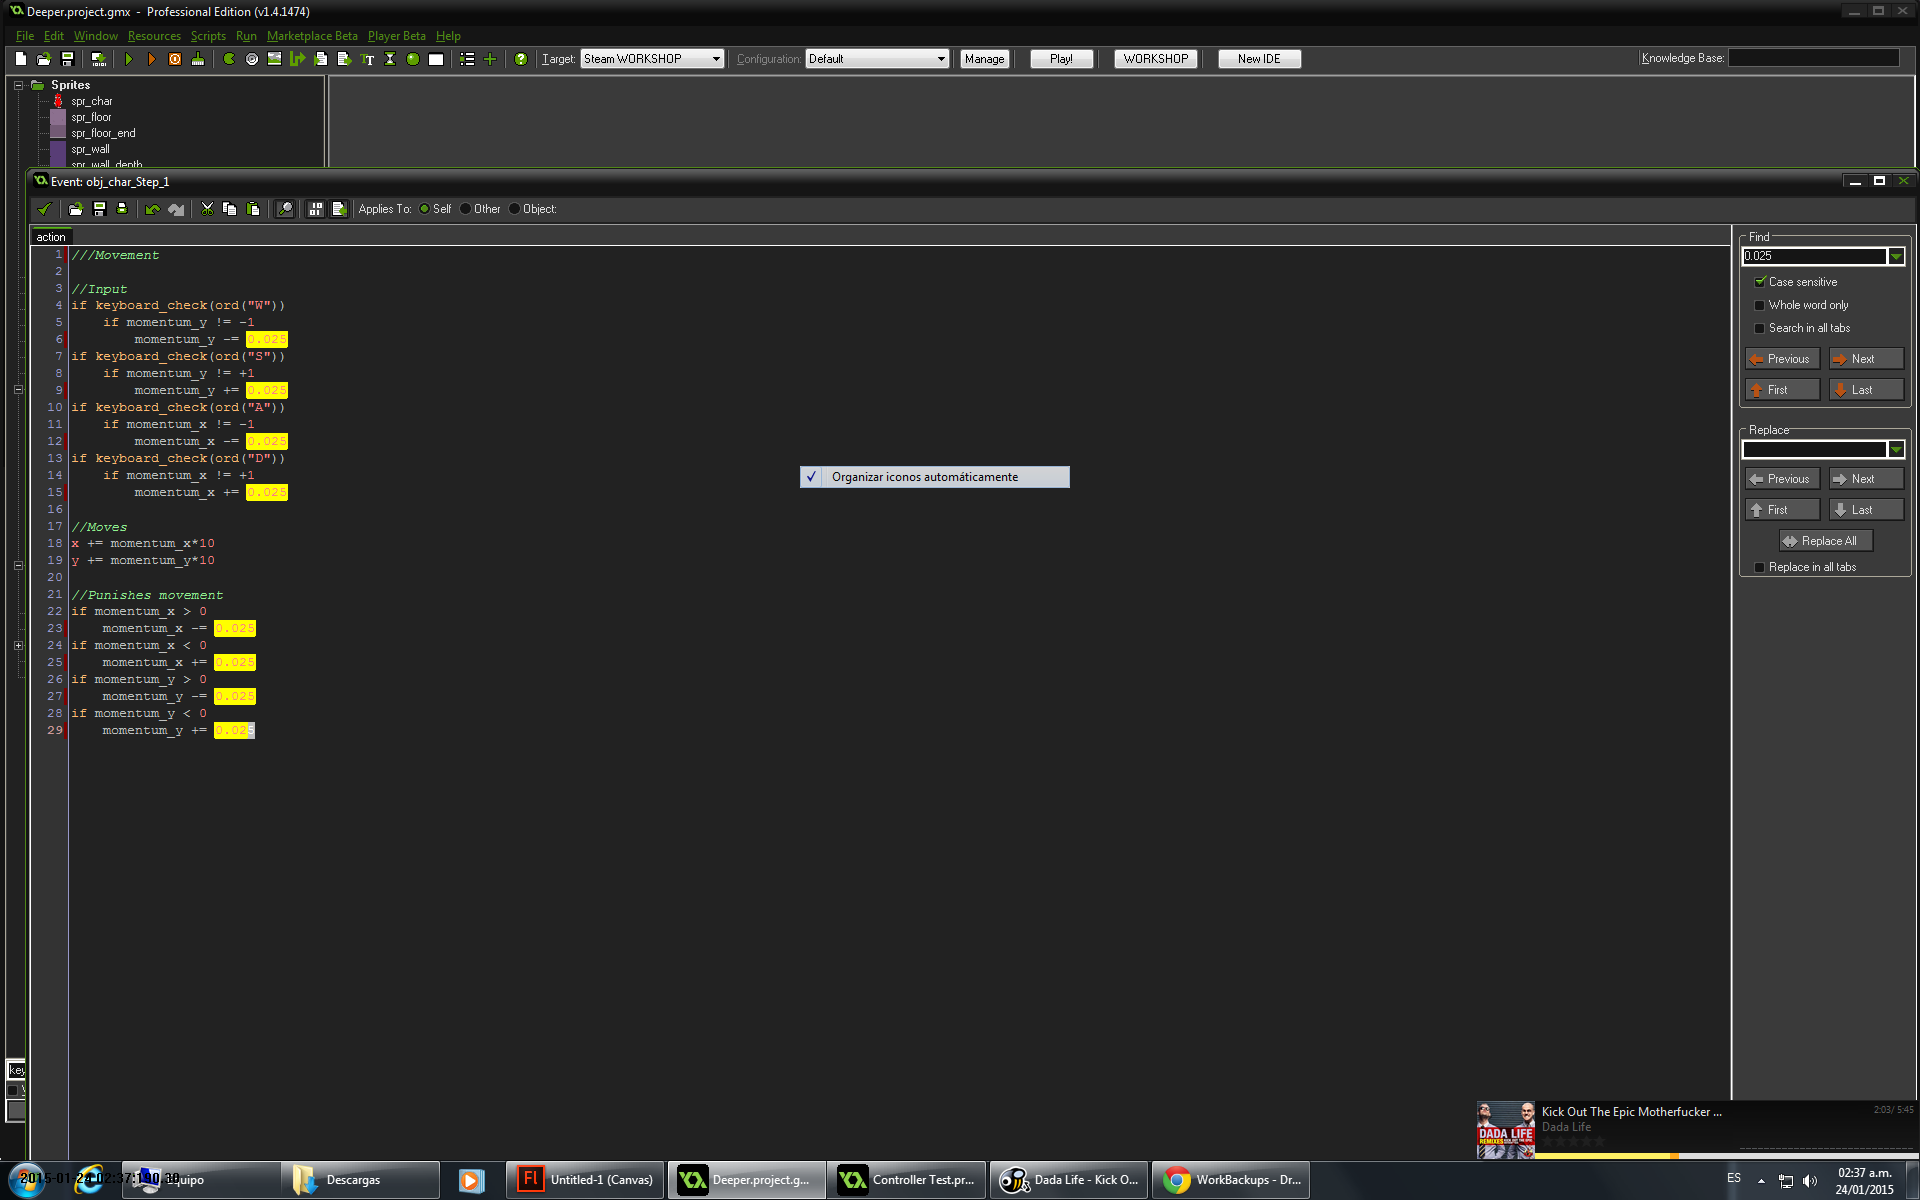 Deeper.project.gmx - Professional Edition (v1.4.1474)
File Edit Window Resources Scripts Run Marketplace Beta Player Beta Help
Target: Steam WORKSHOP Configuration: Default Manage Play! WORKSHOP New IDE Knowledge Base:
Sprites
spr_char
spr_floor
spr_floor_end
spr_wall
spr_wall_depth
Event: obj_char_Step_1
Applies To: Self Other Object:
action
1 ///Movement
2
3 //Input
4 if keyboard_check(ord("W"))
5 if momentum_y != -1
6 momentum_y -= 0.025
7 if keyboard_check(ord("S"))
8 if momentum_y != +1
9 momentum_y += 0.025
10 if keyboard_check(ord("A"))
11 if momentum_x != -1
12 momentum_x -= 0.025
13 if keyboard_check(ord("D"))
14 if momentum_x != +1
15 momentum_x += 0.025
16
17 //Moves
18 x += momentum_x*10
19 y += momentum_y*10
20
21 //Punishes movement
22 if momentum_x > 0
23 momentum_x -= 0.025
24 if momentum_x < 0
25 momentum_x += 0.025
26 if momentum_y > 0
27 momentum_y -= 0.025
28 if momentum_y < 0
29 momentum_y += 0.025
✓ Organizar iconos automáticamente
Find
0.025
Case sensitive
Whole word only
Search in all tabs
Previous Next
First Last
Replace
Previous Next
First Last
Replace All
Replace in all tabs
key
Kick Out The Epic Motherfucker ... 2:03/ 5:45
Dada Life
DADA LIFE
Descargas
Untitled-1 (Canvas)
Deeper.project.g...
Controller Test.pr...
Dada Life - Kick O...
WorkBackups - Dr...
ES
02:37 a.m.
24/01/2015